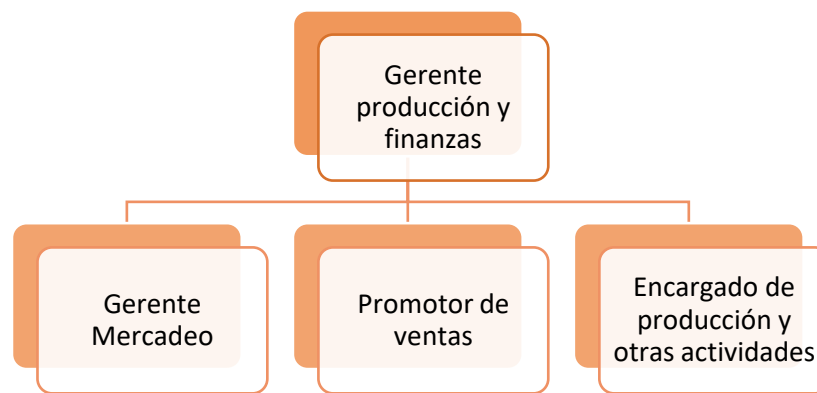 Gerente
producción y
finanzas
Gerente
Mercadeo
Promotor de
ventas
Encargado de
producción y
otras actividades